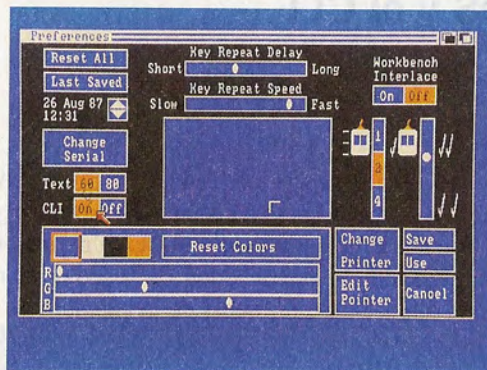 Preferences
Reset All
Last Saved
26 Aug 87
12:31
Change
Serial
Text 60 80
CLI On Off
Key Repeat Delay
Short Long
Key Repeat Speed
Slow Fast
Workbench
Interlace
On Off
1
2
4
Reset Colors
R
G
B
Change
Printer
Edit
Pointer
Save
Use
Cancel